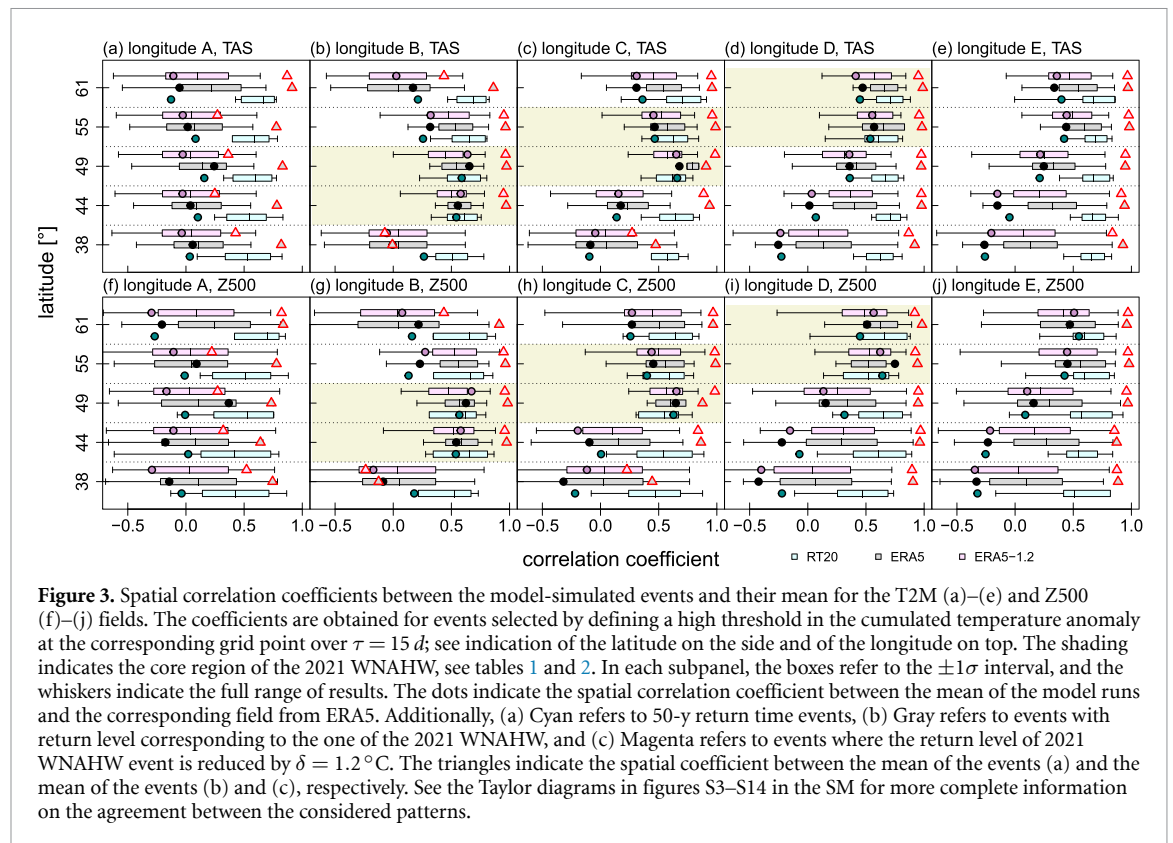 (a) longitude A, TAS
(b) longitude B, TAS
(c) longitude C, TAS
(d) longitude D, TAS
(e) longitude E, TAS
61
55
49
44
38
latitude [°]
(f) longitude A, Z500
(g) longitude B, Z500
(h) longitude C, Z500
(i) longitude D, Z500
(j) longitude E, Z500
61
55
49
44
38
−0.5 0.0 0.5 1.0
−0.5 0.0 0.5 1.0
−0.5 0.0 0.5 1.0
−0.5 0.0 0.5 1.0
−0.5 0.0 0.5 1.0
correlation coefficient
RT20 ERA5 ERA5−1.2
Figure 3. Spatial correlation coefficients between the model-simulated events and their mean for the T2M (a)–(e) and Z500
(f)–(j) fields. The coefficients are obtained for events selected by defining a high threshold in the cumulated temperature anomaly
at the corresponding grid point over τ = 15 d; see indication of the latitude on the side and of the longitude on top. The shading
indicates the core region of the 2021 WNAHW, see tables 1 and 2. In each subpanel, the boxes refer to the ±1σ interval, and the
whiskers indicate the full range of results. The dots indicate the spatial correlation coefficient between the mean of the model runs
and the corresponding field from ERA5. Additionally, (a) Cyan refers to 50-y return time events, (b) Gray refers to events with
return level corresponding to the one of the 2021 WNAHW, and (c) Magenta refers to events where the return level of 2021
WNAHW event is reduced by δ = 1.2 °C. The triangles indicate the spatial coefficient between the mean of the events (a) and the
mean of the events (b) and (c), respectively. See the Taylor diagrams in figures S3–S14 in the SM for more complete information
on the agreement between the considered patterns.